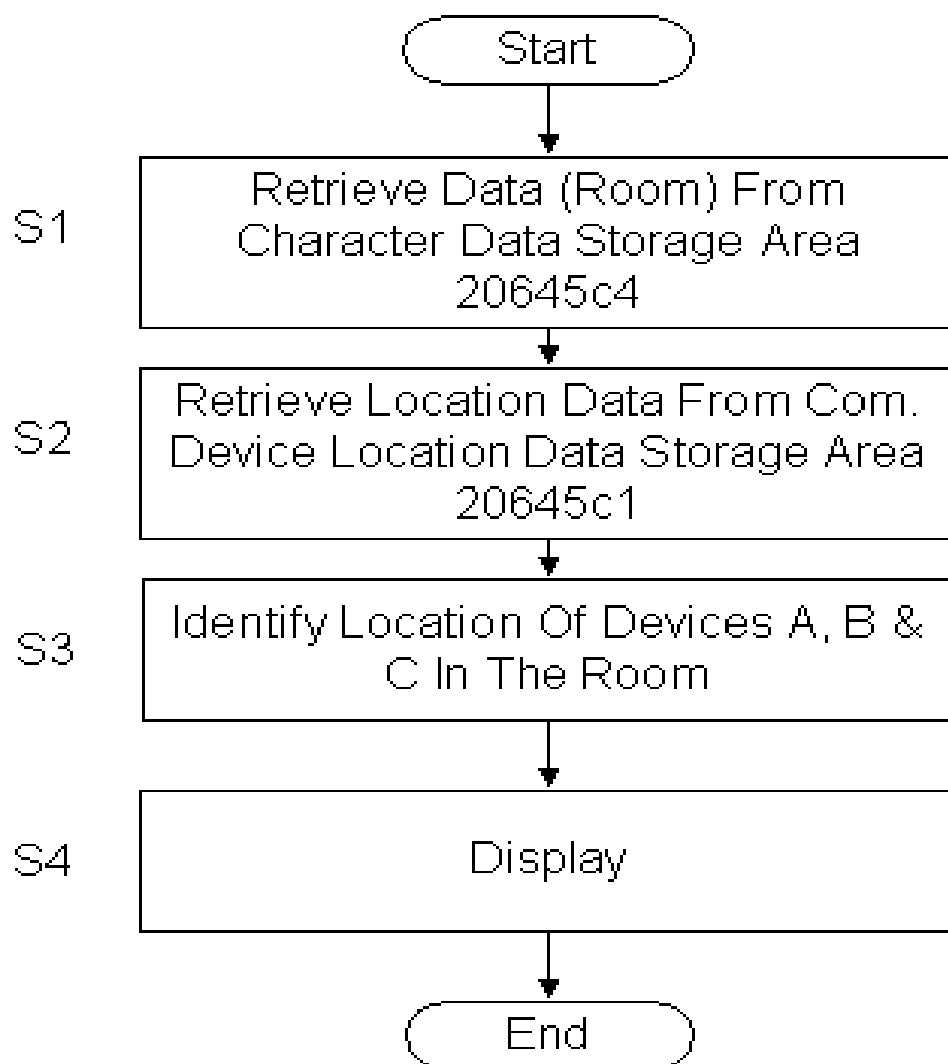 Start
S1
Retrieve Data (Room) From
Character Data Storage Area
20645c4
S2
Retrieve Location Data From Com.
Device Location Data Storage Area
20645c1
S3
Identify Location Of Devices A, B &
C In The Room
S4
Display
End